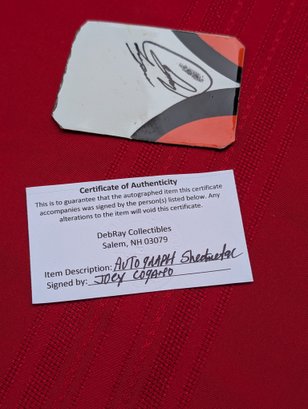 Certificate of Authenticity
This is to guarantee that the autographed item this certificate
accompanies was signed by the person(s) listed below. Any
alterations to the item will void this certificate.
DebRay Collectibles
Salem, NH 03079
Item Description: AUTOGRAPH Sheetmetal
Signed by: JOEY